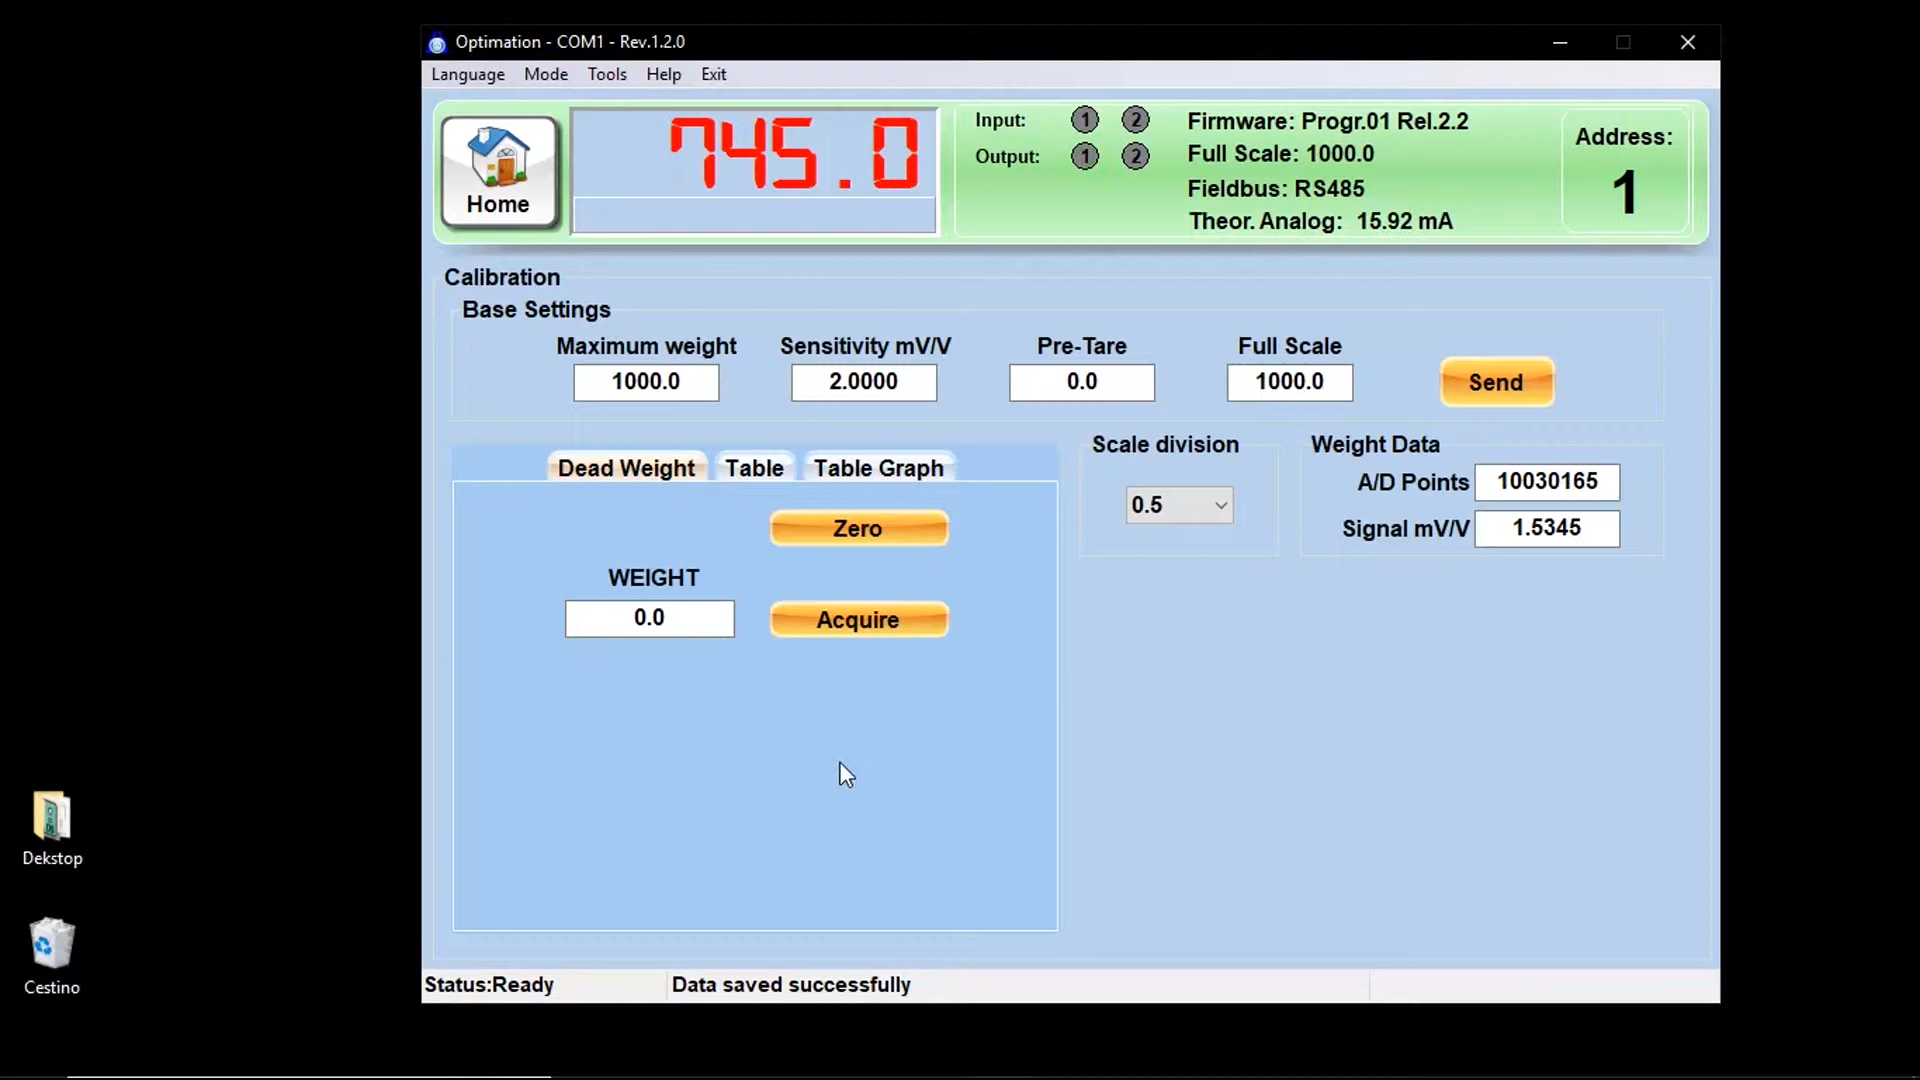 Optimation - COM1 - Rev.1.2.0
Language Mode Tools Help Exit
Home
745.0
Input: 1 2
Output: 1 2
Firmware: Progr.01 Rel.2.2
Full Scale: 1000.0
Fieldbus: RS485
Theor. Analog: 15.92 mA
Address:
1
Calibration
Base Settings
Maximum weight Sensitivity mV/V Pre-Tare Full Scale
1000.0 2.0000 0.0 1000.0 Send
Dead Weight Table Table Graph
Zero
WEIGHT
0.0 Acquire
Scale division
0.5
Weight Data
A/D Points 10030165
Signal mV/V 1.5345
Dekstop
Cestino
Status:Ready Data saved successfully